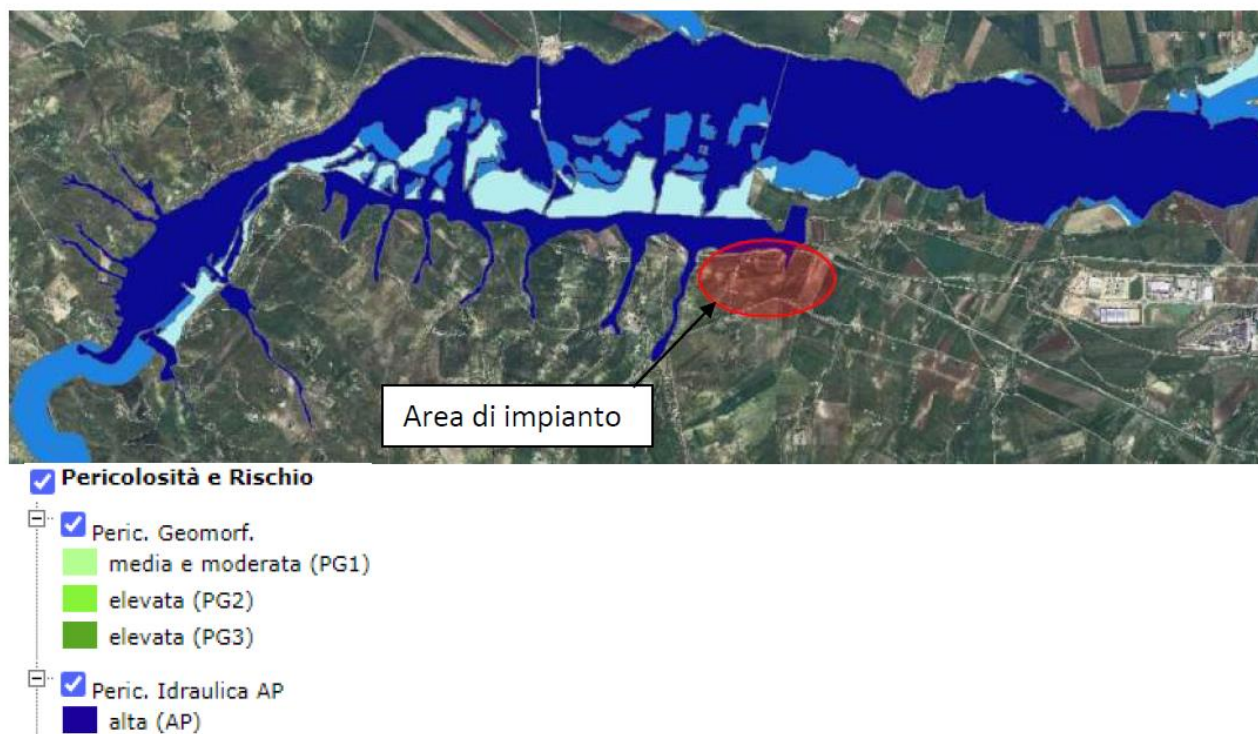 Area di impianto
Pericolosità e Rischio
Peric. Geomorf.
media e moderata (PG1)
elevata (PG2)
elevata (PG3)
Peric. Idraulica AP
alta (AP)